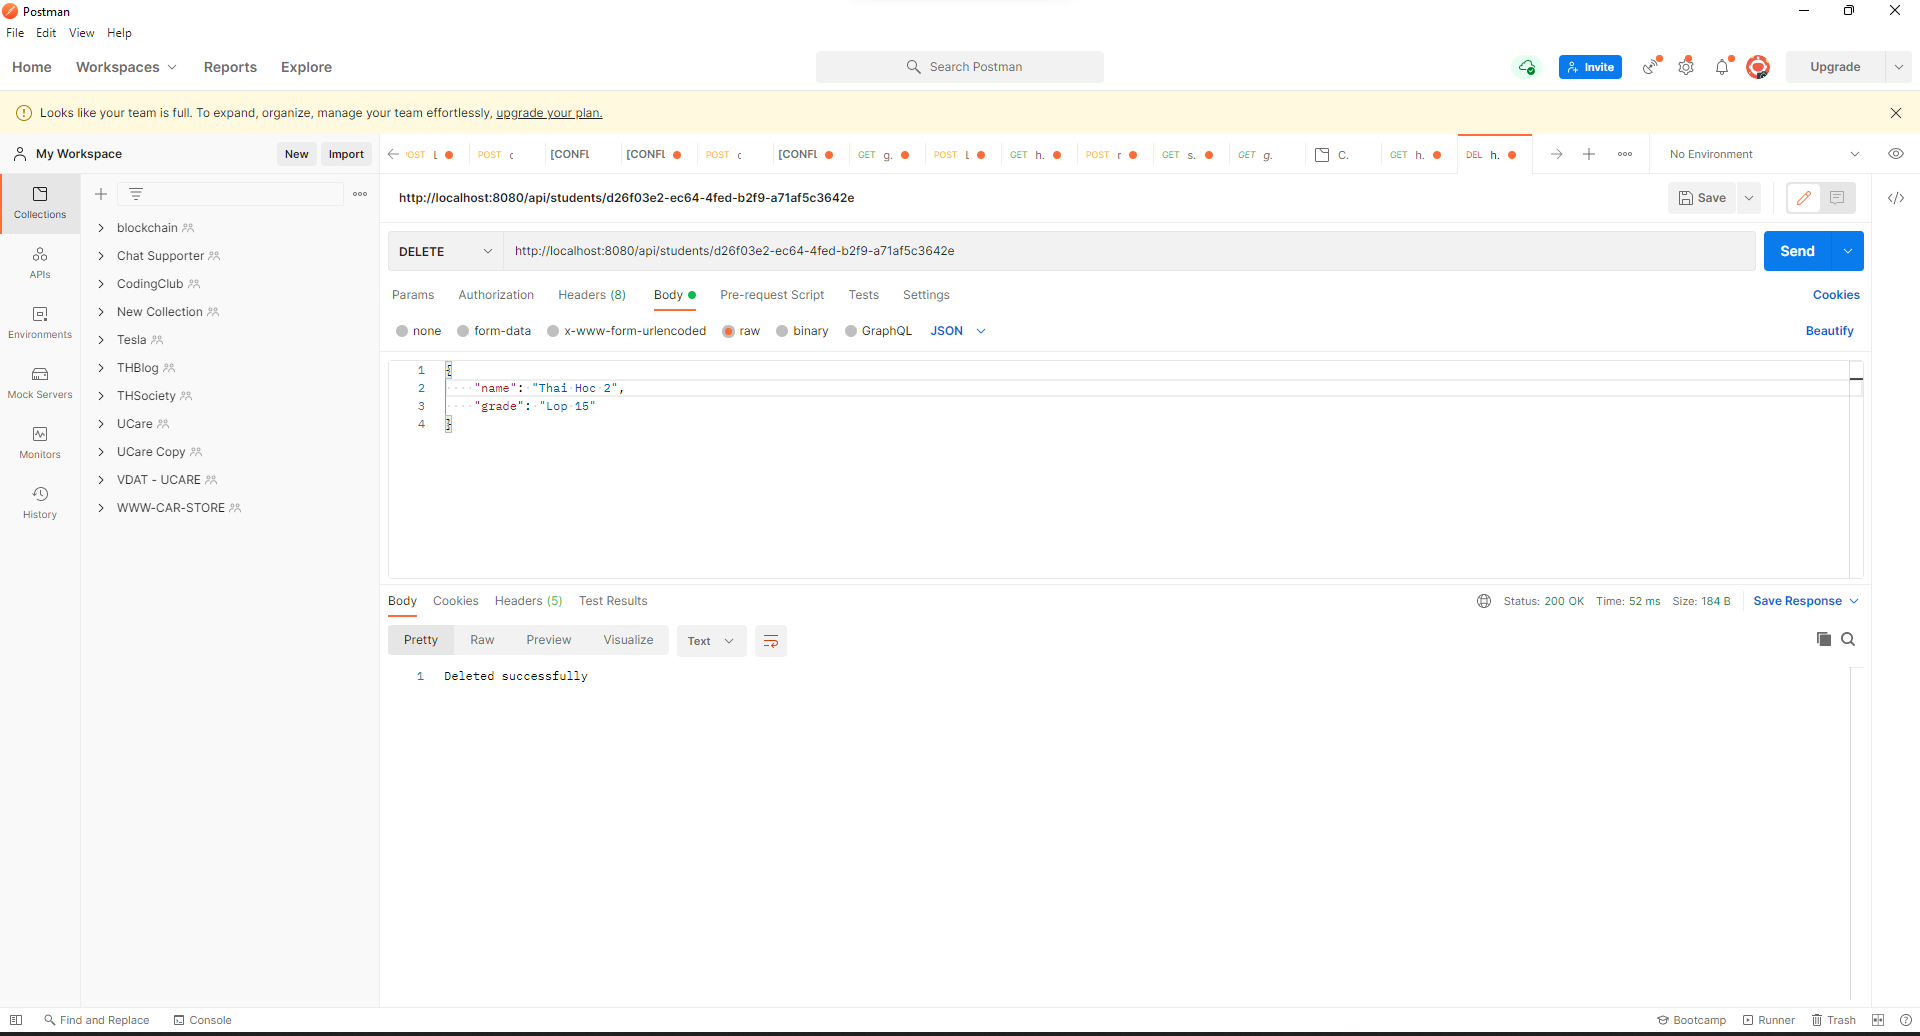 Postman
File Edit View Help
Home Workspaces Reports Explore Search Postman Invite Upgrade
Looks like your team is full. To expand, organize, manage your team effortlessly, upgrade your plan.
My Workspace New Import
POST [CONFL [CONFL POST [CONFL GET g. POST GET h. POST r GET s. GET g. C. GET h. DEL h. No Environment
http://localhost:8080/api/students/d26f03e2-ec64-4fed-b2f9-a71af5c3642e Save
DELETE http://localhost:8080/api/students/d26f03e2-ec64-4fed-b2f9-a71af5c3642e Send
Params Authorization Headers (8) Body Pre-request Script Tests Settings Cookies
none form-data x-www-form-urlencoded raw binary GraphQL JSON Beautify
1 {
2 "name": "Thai Hoc 2",
3 "grade": "Lop 15"
4 }
Collections
APIs
Environments
Mock Servers
Monitors
History
blockchain
Chat Supporter
CodingClub
New Collection
Tesla
THBlog
THSociety
UCare
UCare Copy
VDAT - UCARE
WWW-CAR-STORE
Body Cookies Headers (5) Test Results Status: 200 OK Time: 52 ms Size: 184 B Save Response
Pretty Raw Preview Visualize Text
1 Deleted successfully
Find and Replace Console Bootcamp Runner Trash